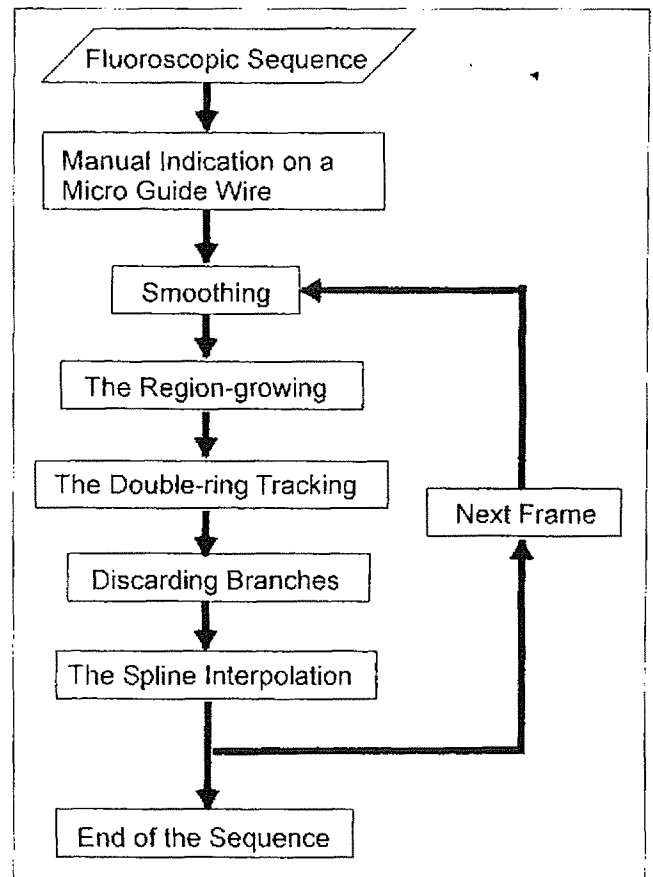 Fluoroscopic Sequence
Manual Indication on a
Micro Guide Wire
Smoothing
The Region-growing
The Double-ring Tracking
Next Frame
Discarding Branches
The Spline Interpolation
End of the Sequence